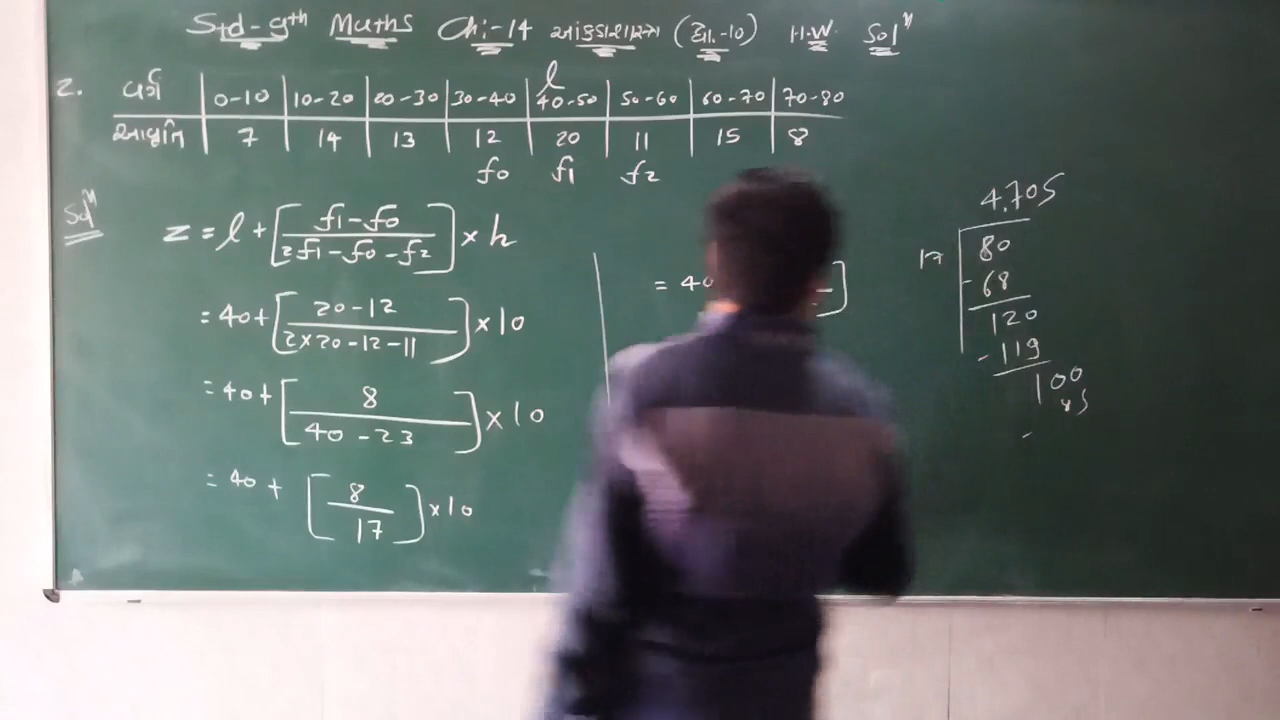 Std-9th Maths Ch:-14 આંકડાશાસ્ત્ર (દા.-10) H.W Solⁿ
2. વર્ગ 0-10 10-20 20-30 30-40 40-50 50-60 60-70 70-80
l
આવૃત્તિ 7 14 13 12 20 11 15 8
f0 f1 f2
Solⁿ
z = l + [f1-f0 / 2f1-f0-f2] × h
= 40+ [20-12 / 2×20-12-11] ×10
= 40+ [8 / 40-23] ×10
= 40 + [8 / 17] ×10
= 40
4.705
17 80
- 68
120
- 119
100
85
-